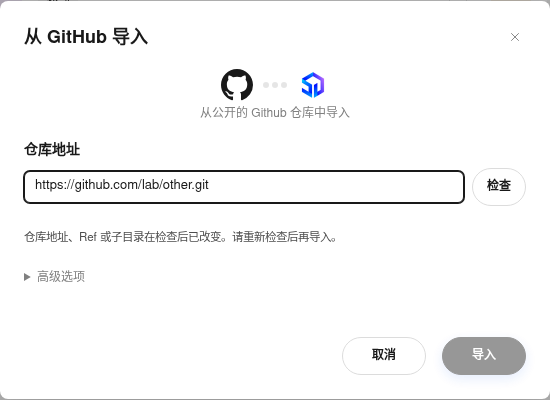 从 GitHub 导入
从公开的 Github 仓库中导入
仓库地址
https://github.com/lab/other.git
检查
仓库地址、Ref 或子目录在检查后已改变。请重新检查后再导入。
高级选项
取消
导入